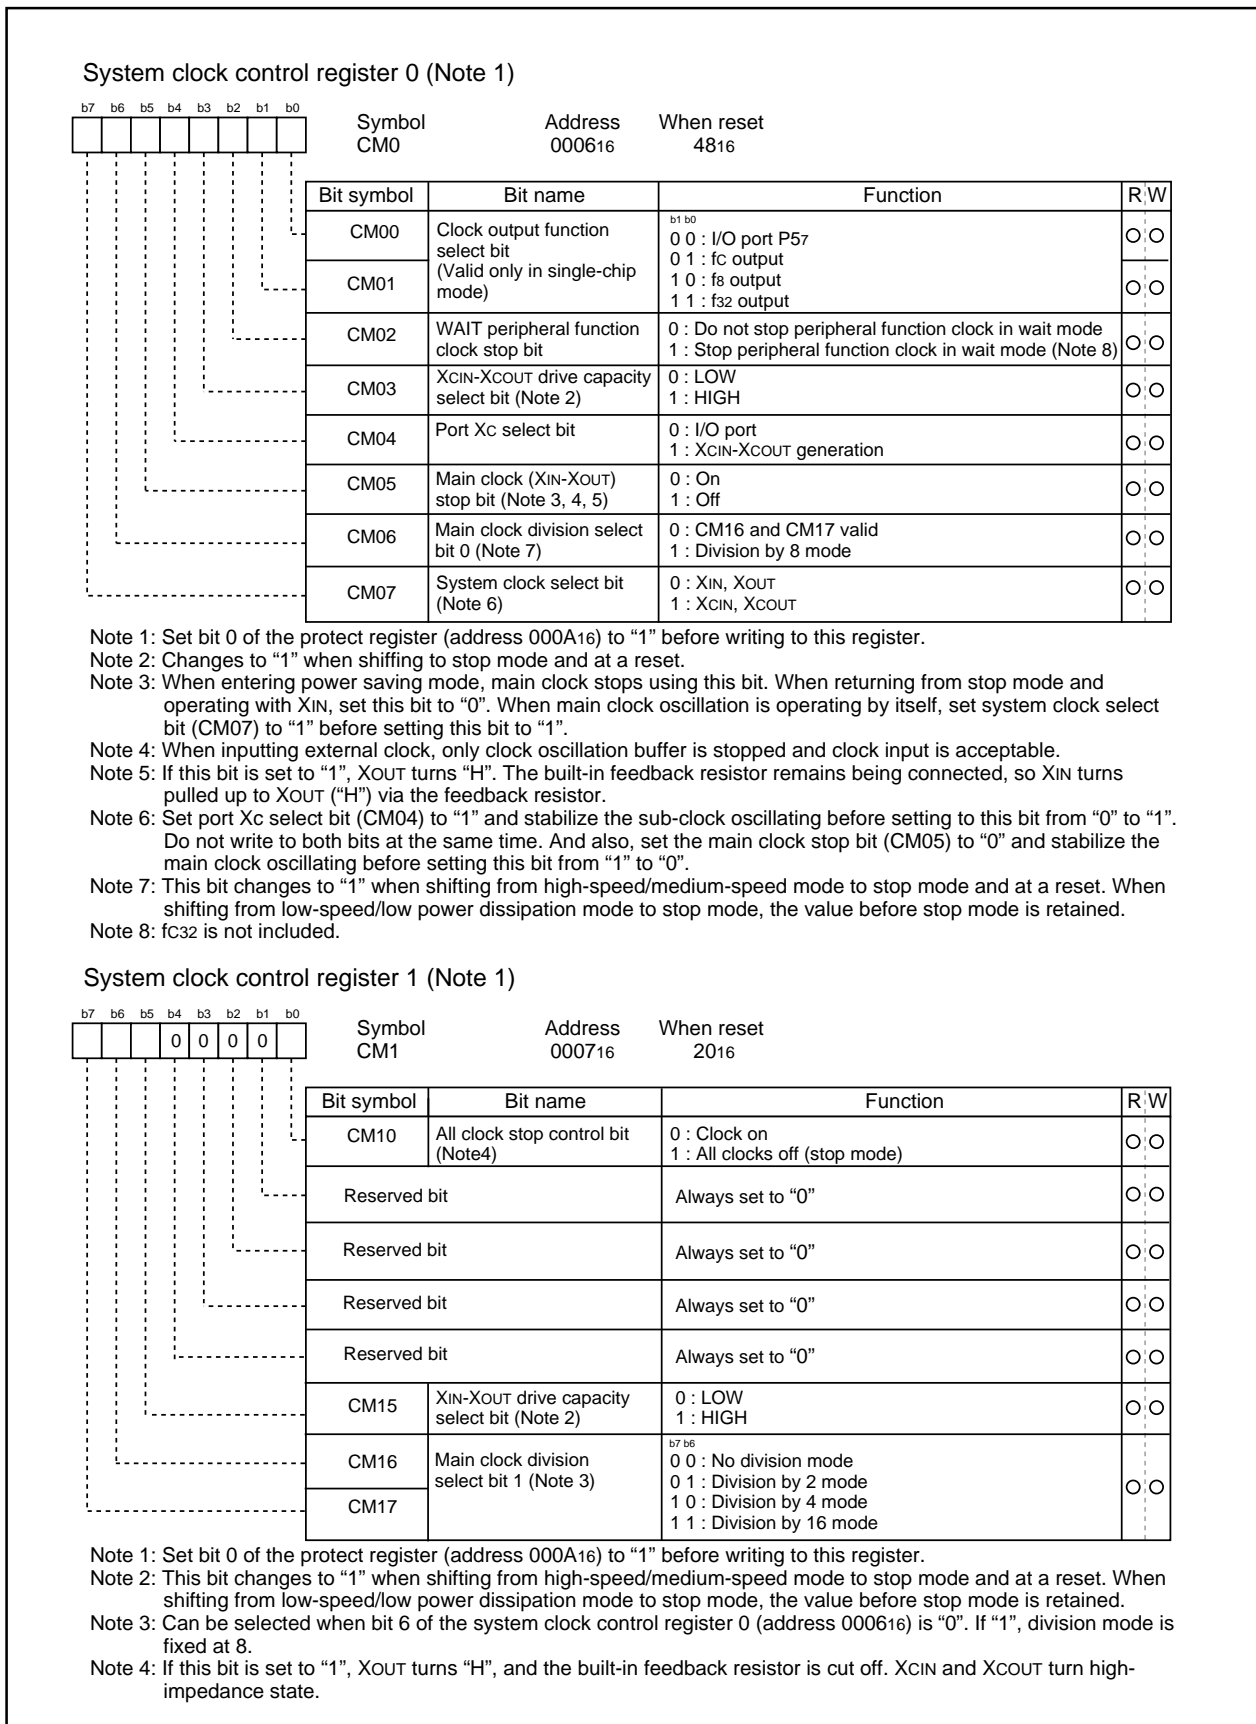 System clock control register 0 (Note 1)
b7 b6 b5 b4 b3 b2 b1 b0
Symbol Address When reset
CM0 000616 4816
Bit symbol Bit name Function R W
CM00 Clock output function select bit (Valid only in single-chip mode)
b1 b0
0 0 : I/O port P57
0 1 : fC output
CM01
1 0 : f8 output
1 1 : f32 output
CM02 WAIT peripheral function clock stop bit
0 : Do not stop peripheral function clock in wait mode
1 : Stop peripheral function clock in wait mode (Note 8)
CM03 XCIN-XCOUT drive capacity select bit (Note 2)
0 : LOW
1 : HIGH
CM04 Port XC select bit
0 : I/O port
1 : XCIN-XCOUT generation
CM05 Main clock (XIN-XOUT) stop bit (Note 3, 4, 5)
0 : On
1 : Off
CM06 Main clock division select bit 0 (Note 7)
0 : CM16 and CM17 valid
1 : Division by 8 mode
CM07 System clock select bit (Note 6)
0 : XIN, XOUT
1 : XCIN, XCOUT
Note 1: Set bit 0 of the protect register (address 000A16) to “1” before writing to this register.
Note 2: Changes to “1” when shiffing to stop mode and at a reset.
Note 3: When entering power saving mode, main clock stops using this bit. When returning from stop mode and
operating with XIN, set this bit to “0”. When main clock oscillation is operating by itself, set system clock select
bit (CM07) to “1” before setting this bit to “1”.
Note 4: When inputting external clock, only clock oscillation buffer is stopped and clock input is acceptable.
Note 5: If this bit is set to “1”, XOUT turns “H”. The built-in feedback resistor remains being connected, so XIN turns
pulled up to XOUT (“H”) via the feedback resistor.
Note 6: Set port Xc select bit (CM04) to “1” and stabilize the sub-clock oscillating before setting to this bit from “0” to “1”.
Do not write to both bits at the same time. And also, set the main clock stop bit (CM05) to “0” and stabilize the
main clock oscillating before setting this bit from “1” to “0”.
Note 7: This bit changes to “1” when shifting from high-speed/medium-speed mode to stop mode and at a reset. When
shifting from low-speed/low power dissipation mode to stop mode, the value before stop mode is retained.
Note 8: fC32 is not included.
System clock control register 1 (Note 1)
b7 b6 b5 b4 b3 b2 b1 b0
0 0 0 0
Symbol Address When reset
CM1 000716 2016
Bit symbol Bit name Function R W
CM10 All clock stop control bit (Note4)
0 : Clock on
1 : All clocks off (stop mode)
Reserved bit Always set to “0”
Reserved bit Always set to “0”
Reserved bit Always set to “0”
Reserved bit Always set to “0”
CM15 XIN-XOUT drive capacity select bit (Note 2)
0 : LOW
1 : HIGH
CM16 Main clock division select bit 1 (Note 3)
b7 b6
0 0 : No division mode
0 1 : Division by 2 mode
CM17
1 0 : Division by 4 mode
1 1 : Division by 16 mode
Note 1: Set bit 0 of the protect register (address 000A16) to “1” before writing to this register.
Note 2: This bit changes to “1” when shifting from high-speed/medium-speed mode to stop mode and at a reset. When
shifting from low-speed/low power dissipation mode to stop mode, the value before stop mode is retained.
Note 3: Can be selected when bit 6 of the system clock control register 0 (address 000616) is “0”. If “1”, division mode is
fixed at 8.
Note 4: If this bit is set to “1”, XOUT turns “H”, and the built-in feedback resistor is cut off. XCIN and XCOUT turn high-
impedance state.